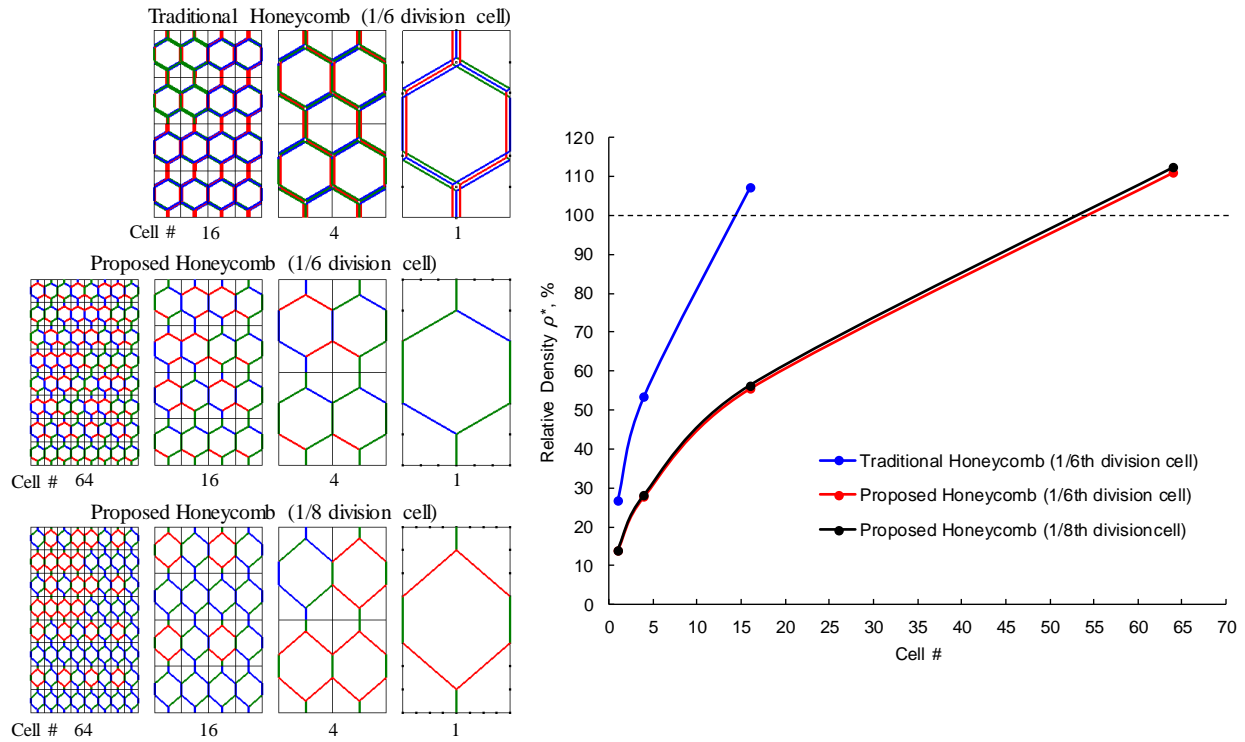 Traditional Honeycomb (1/6 division cell)
Cell # 16 4 1
Proposed Honeycomb (1/6 division cell)
Cell # 64 16 4 1
Proposed Honeycomb (1/8 division cell)
Cell # 64 16 4 1
Relative Density ρ*, %
120
110
100
90
80
70
60
50
40
30
20
10
0
0 5 10 15 20 25 30 35 40 45 50 55 60 65 70
Cell #
Traditional Honeycomb (1/6th division cell)
Proposed Honeycomb (1/6th division cell)
Proposed Honeycomb (1/8th divisioncell)